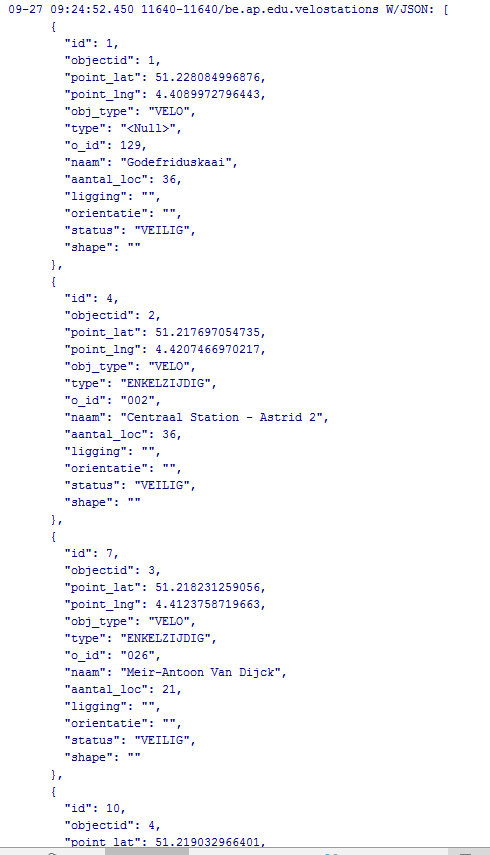 09-27 09:24:52.450 11640-11640/be.ap.edu.velostations W/JSON: [
{
"id": 1,
"objectid": 1,
"point_lat": 51.228084996876,
"point_lng": 4.4089972796443,
"obj_type": "VELO",
"type": "<Null>",
"o_id": 129,
"naam": "Godefriduskaai",
"aantal_loc": 36,
"ligging": "",
"orientatie": "",
"status": "VEILIG",
"shape": ""
},
{
"id": 4,
"objectid": 2,
"point_lat": 51.217697054735,
"point_lng": 4.4207466970217,
"obj_type": "VELO",
"type": "ENKELZIJDIG",
"o_id": "002",
"naam": "Centraal Station - Astrid 2",
"aantal_loc": 36,
"ligging": "",
"orientatie": "",
"status": "VEILIG",
"shape": ""
},
{
"id": 7,
"objectid": 3,
"point_lat": 51.218231259056,
"point_lng": 4.4123758719663,
"obj_type": "VELO",
"type": "ENKELZIJDIG",
"o_id": "026",
"naam": "Meir-Antoon Van Dijck",
"aantal_loc": 21,
"ligging": "",
"orientatie": "",
"status": "VEILIG",
"shape": ""
},
{
"id": 10,
"objectid": 4,
"point_lat": 51.219032966401,